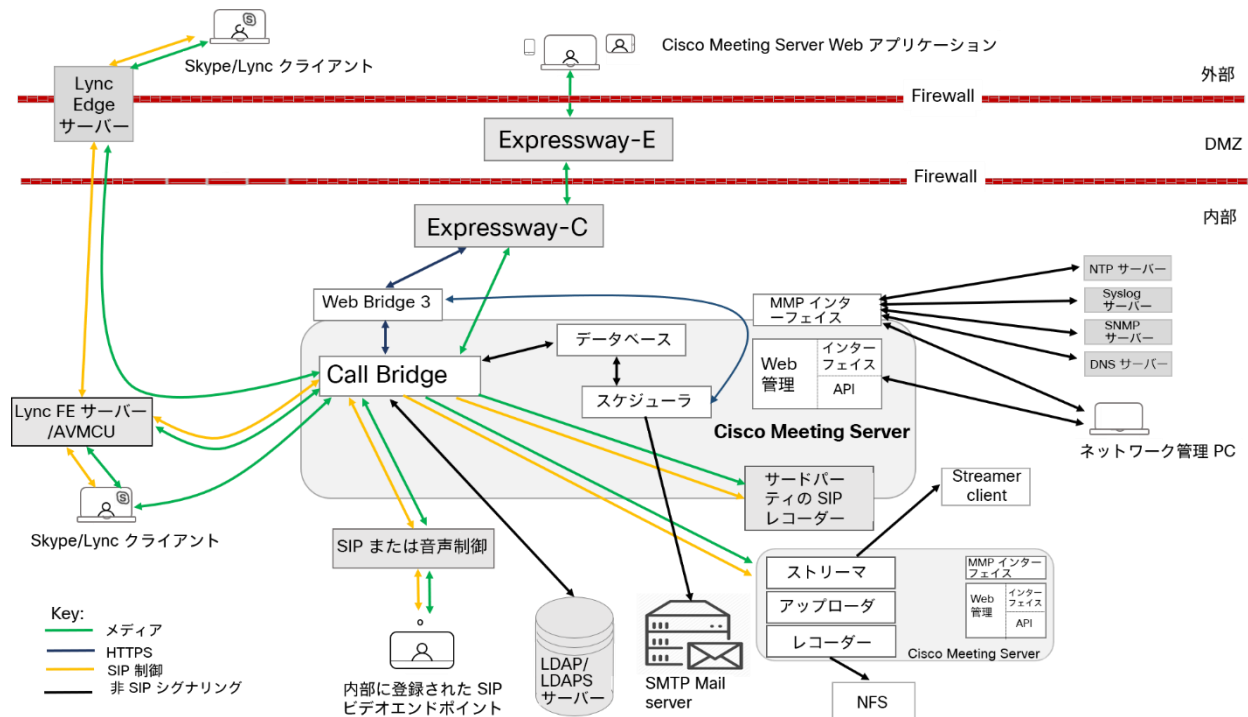 Skype/Lync クライアント
Cisco Meeting Server Web アプリケーション
外部
Lync
Edge
サーバー
Firewall
Expressway-E
DMZ
Firewall
内部
Expressway-C
Web Bridge 3
MMP インタ
ーフェイス
NTP サーバー
Syslog
サーバー
SNMP
サーバー
DNS サーバー
データベース
Web
管理
インター
フェイス
API
Call Bridge
スケジューラ
Lync FE サーバー
/AVMCU
Cisco Meeting Server
ネットワーク管理 PC
サードパー
ティの SIP
レコーダー
Streamer
client
Skype/Lync クライアント
SIP または音声制御
ストリーマ
アップローダ
レコーダー
MMP インター
フェイス
Web
管理
インター
フェイス
API
Cisco Meeting Server
Key:
メディア
HTTPS
SIP 制御
非 SIP シグナリング
内部に登録された SIP
ビデオエンドポイント
LDAP/
LDAPS
サーバー
SMTP Mail
server
NFS